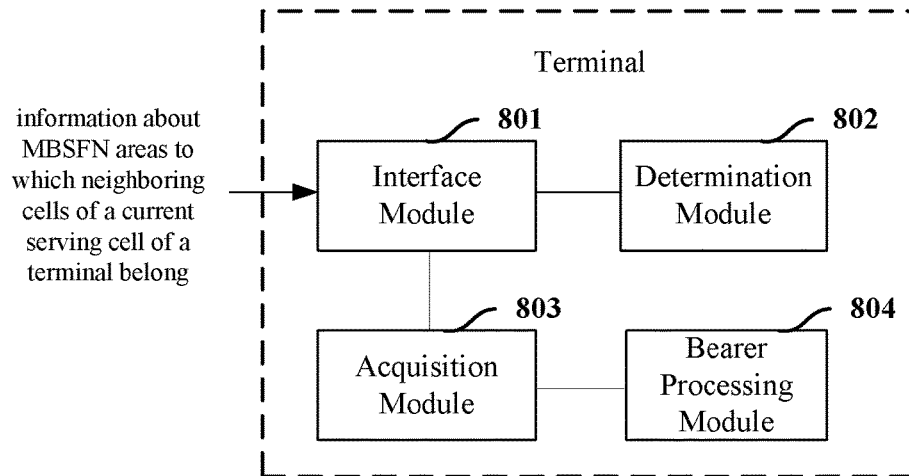 Terminal
information about
MBSFN areas to
which neighboring
cells of a current
serving cell of a
terminal belong
801
Interface
Module
802
Determination
Module
803
Acquisition
Module
804
Bearer
Processing
Module